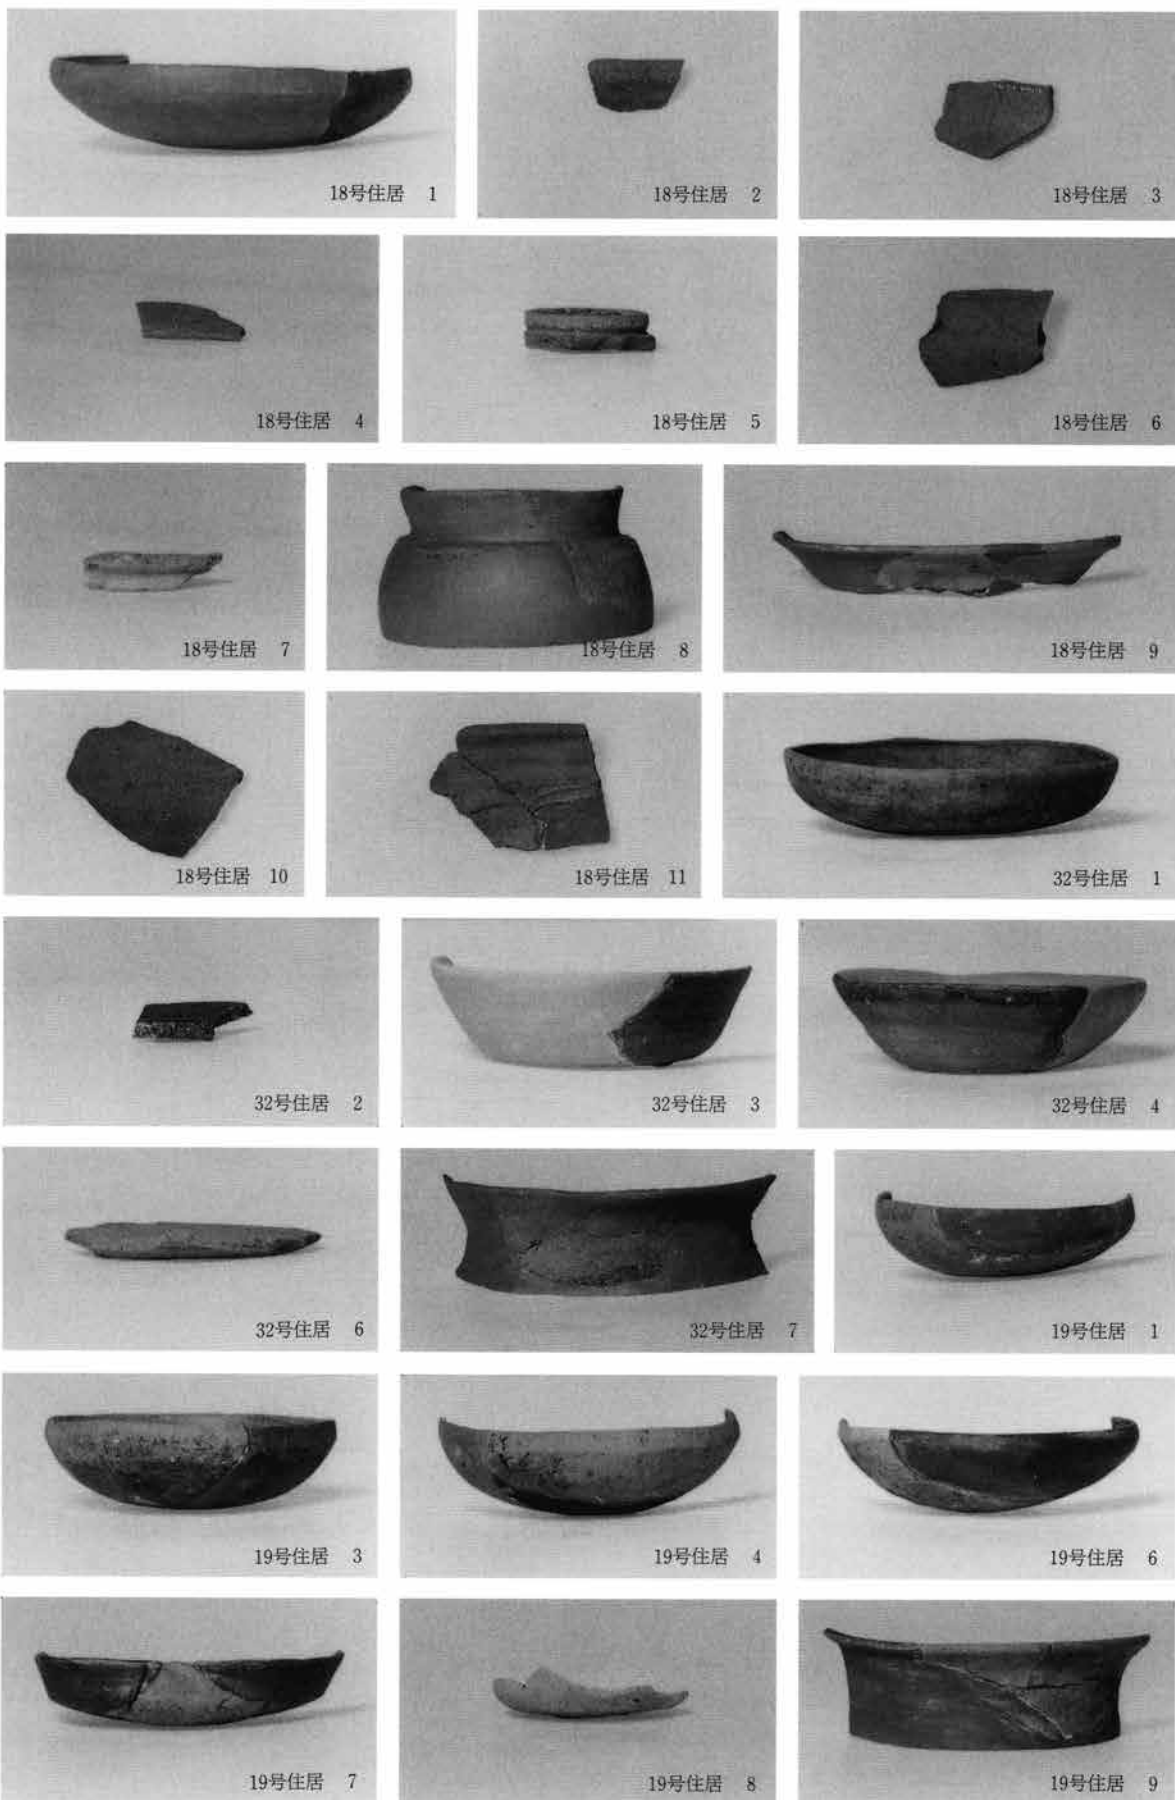 18号住居 1
18号住居 2
18号住居 3
18号住居 4
18号住居 5
18号住居 6
18号住居 7
18号住居 8
18号住居 9
18号住居 10
18号住居 11
32号住居 1
32号住居 2
32号住居 3
32号住居 4
32号住居 6
32号住居 7
19号住居 1
19号住居 3
19号住居 4
19号住居 6
19号住居 7
19号住居 8
19号住居 9